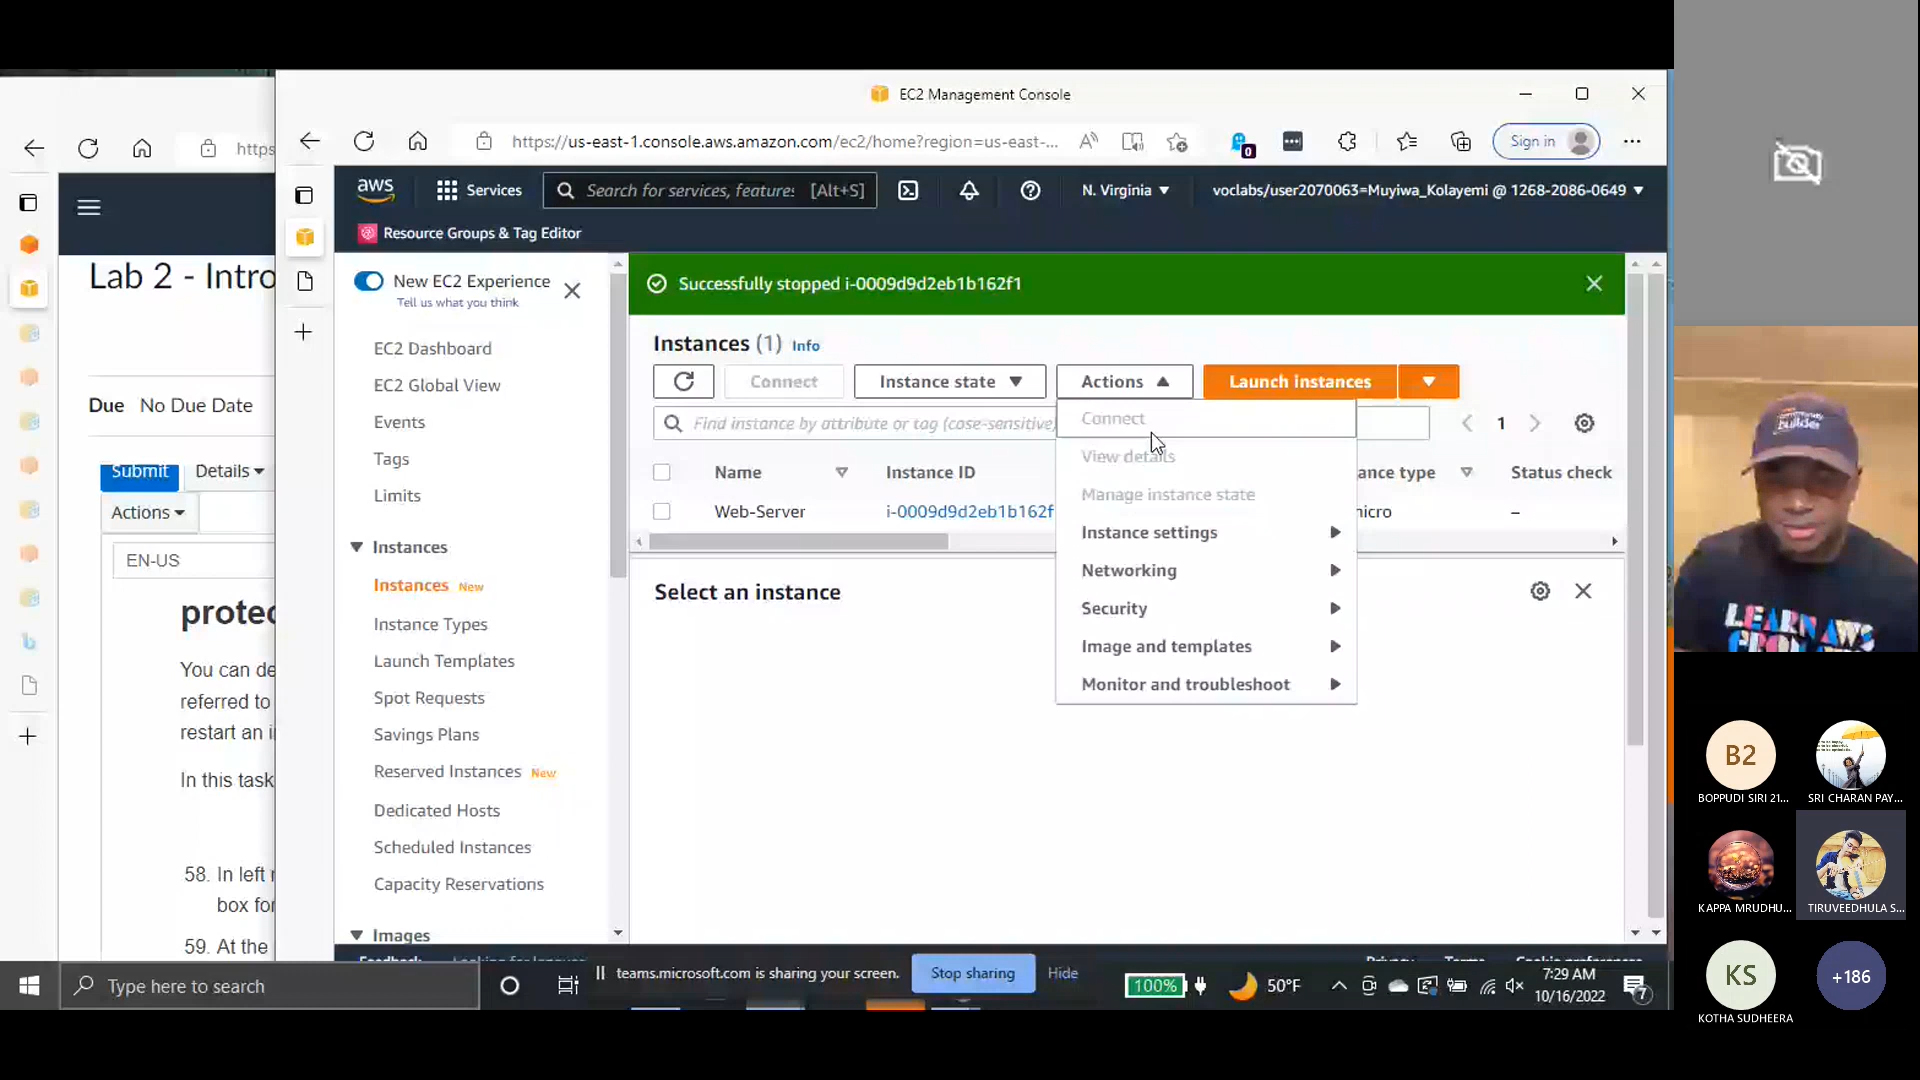 EC2 Management Console
https
https://us-east-1.console.aws.amazon.com/ec2/home?region=us-east-...
0
Sign in
aws
Services
Search for services, features
[Alt+S]
N. Virginia
voclabs/user2070063=Muyiwa_Kolayemi @ 1268-2086-0649
Resource Groups & Tag Editor
Lab 2 - Intro
Due No Due Date
Submit
Details
Actions
EN-US
protec
You can de
referred to
restart an i
In this task
58. In left
box for
59. At the
New EC2 Experience
Tell us what you think
EC2 Dashboard
EC2 Global View
Events
Tags
Limits
Instances
Instances New
Instance Types
Launch Templates
Spot Requests
Savings Plans
Reserved Instances New
Dedicated Hosts
Scheduled Instances
Capacity Reservations
Images
Successfully stopped i-0009d9d2eb1b162f1
Instances (1) Info
Connect
Instance state
Actions
Launch instances
Find instance by attribute or tag (case-sensitive)
1
Name
Instance ID
ance type
Status check
Web-Server
i-0009d9d2eb1b162f
micro
–
Connect
View details
Manage instance state
Instance settings
Networking
Security
Image and templates
Monitor and troubleshoot
Select an instance
teams.microsoft.com is sharing your screen.
Stop sharing
Hide
Type here to search
100%
50°F
7:29 AM
10/16/2022
7
builder
LEARN AWS
B2
BOPPUDI SIRI 21...
SRI CHARAN PAY...
KAPPA MRUDHU...
TIRUVEEDHULA S...
KS
KOTHA SUDHEERA
+186